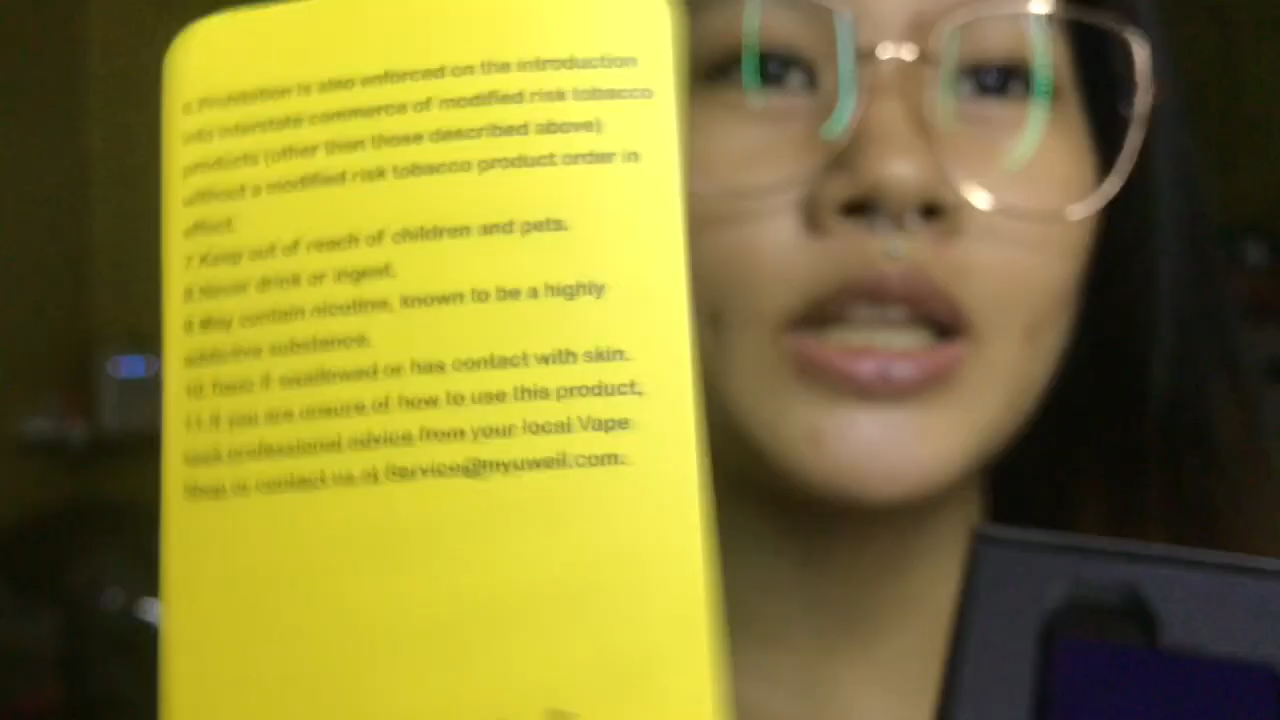 6 Prohibition is also enforced on the introduction
into interstate commerce of modified risk tobacco
products (other than those described above)
without a modified risk tobacco product order in
effect.
7 Keep out of reach of children and pets.
8 Never drink or ingest.
9 May contain nicotine, known to be a highly
addictive substance.
10 Toxic if swallowed or has contact with skin.
11 If you are unsure of how to use this product,
seek professional advice from your local Vape
Shop or contact us at (Service@myuwell.com.